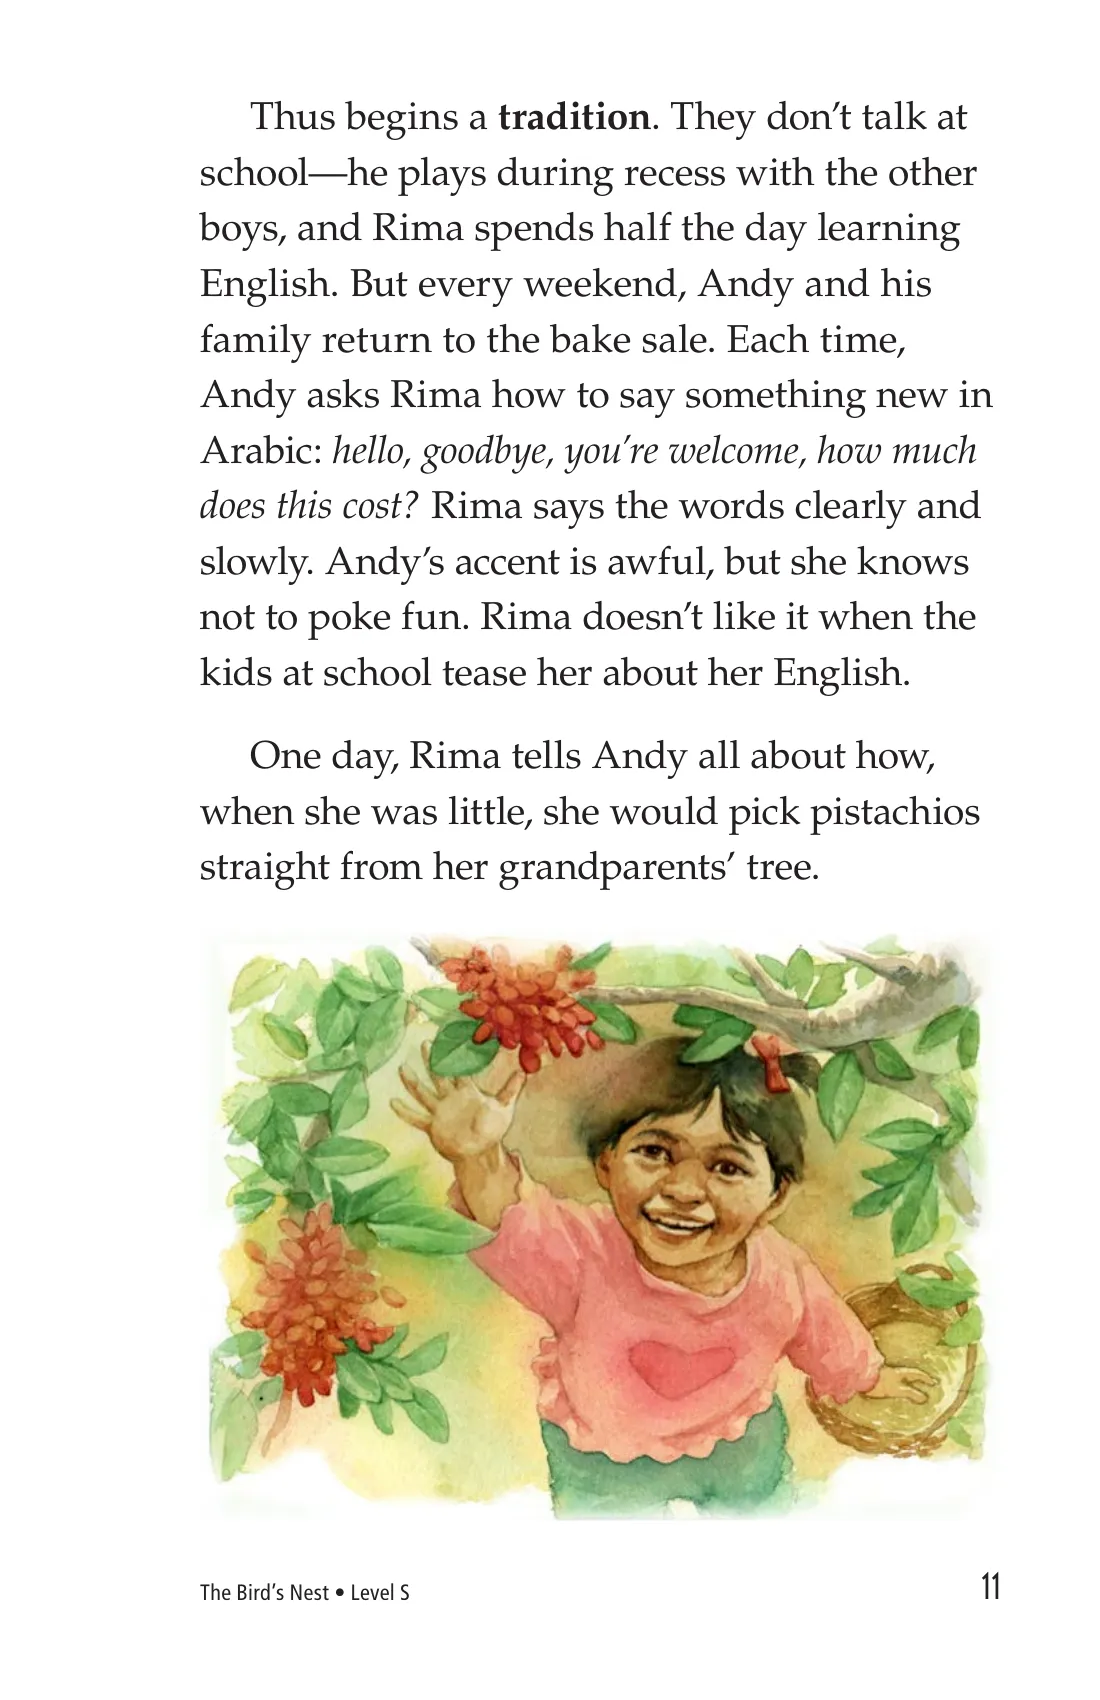 Thus begins a tradition. They don’t talk at
school—he plays during recess with the other
boys, and Rima spends half the day learning
English. But every weekend, Andy and his
family return to the bake sale. Each time,
Andy asks Rima how to say something new in
Arabic: hello, goodbye, you’re welcome, how much
does this cost? Rima says the words clearly and
slowly. Andy’s accent is awful, but she knows
not to poke fun. Rima doesn’t like it when the
kids at school tease her about her English.
One day, Rima tells Andy all about how,
when she was little, she would pick pistachios
straight from her grandparents’ tree.
The Bird’s Nest • Level S
11